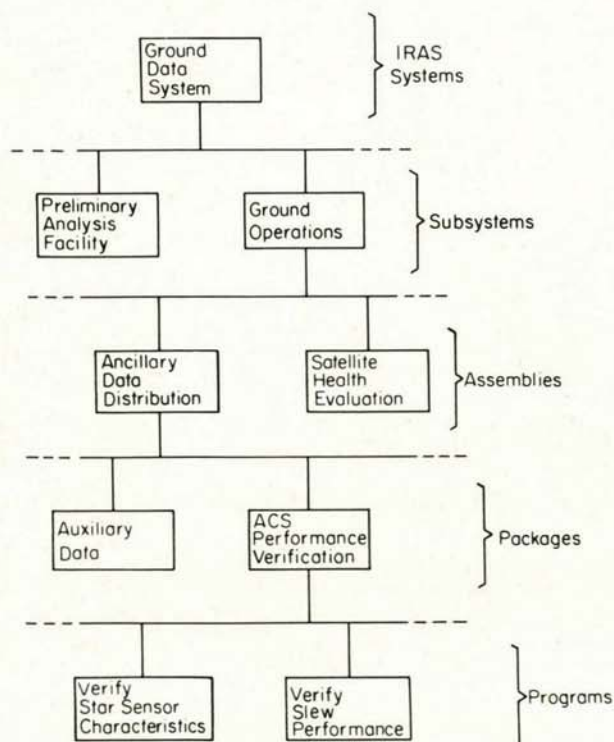 Ground
Data
System
IRAS
Systems
Preliminary
Analysis
Facility
Ground
Operations
Subsystems
Ancillary
Data
Distribution
Satellite
Health
Evaluation
Assemblies
Auxiliary
Data
ACS
Performance
Verification
Packages
Verify
Star Sensor
Characteristics
Verify
Slew
Performance
Programs